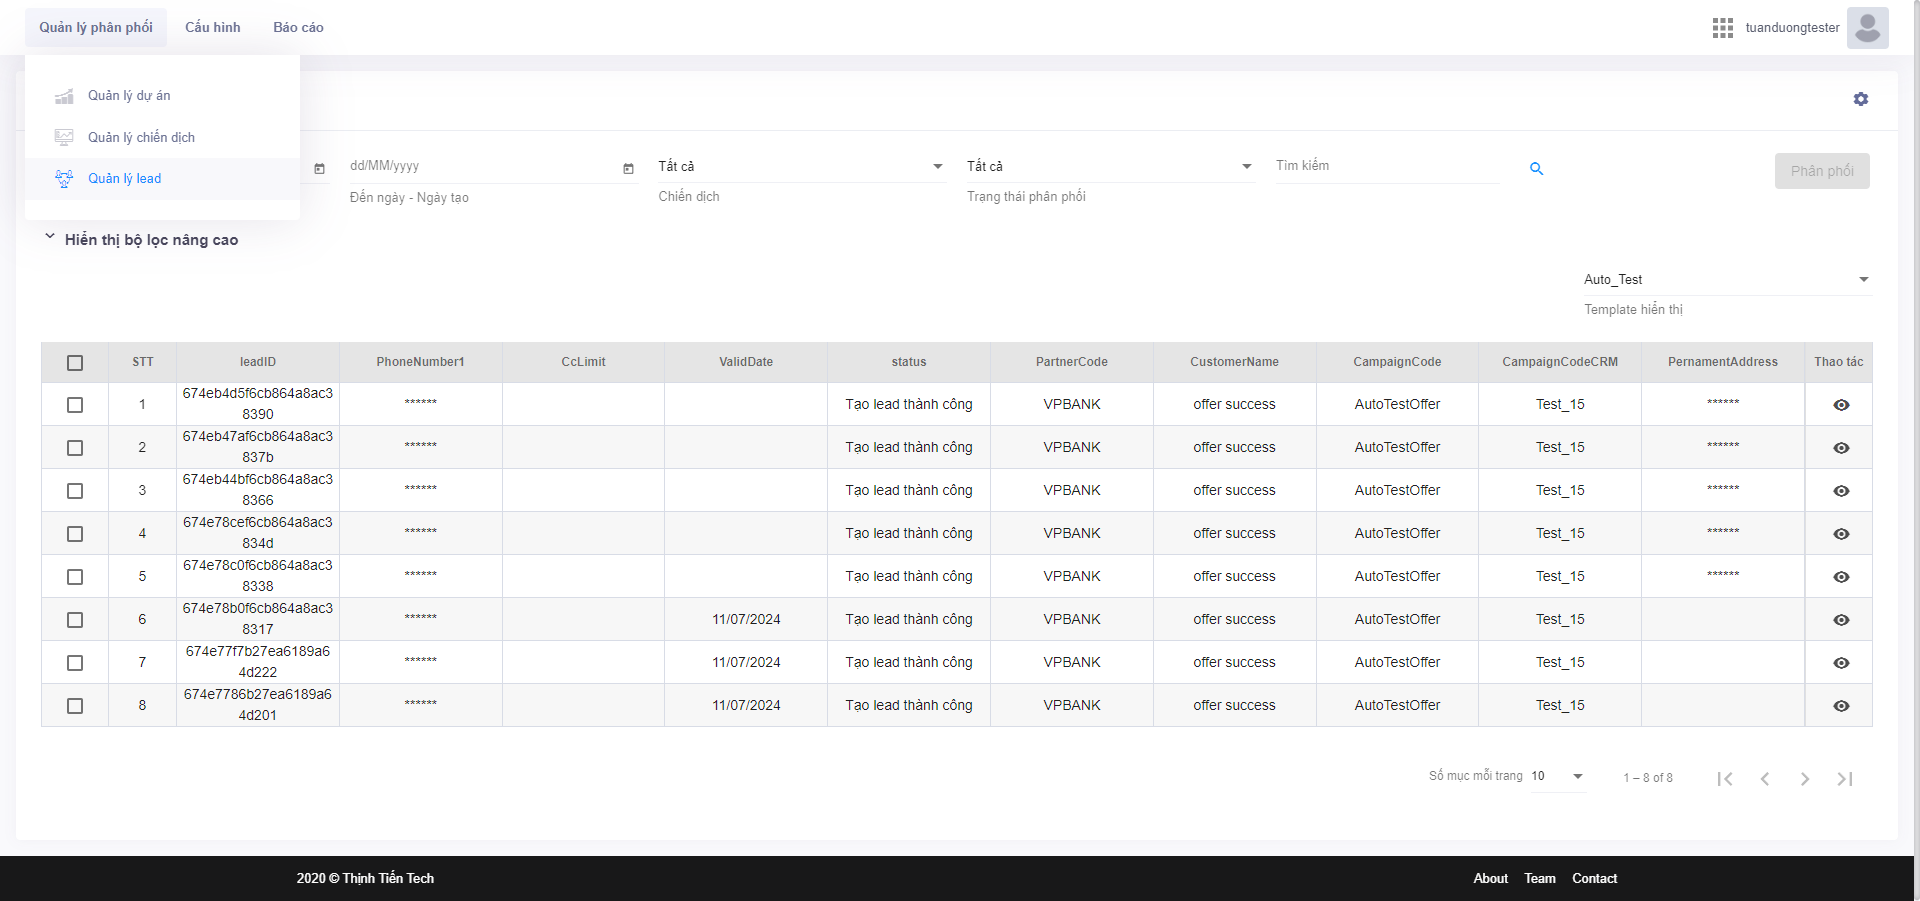 Quản lý phân phối Cấu hình Báo cáo tuanduongtester
Quản lý dự án
Quản lý chiến dịch
Quản lý lead
dd/MM/yyyy Tất cả Tất cả Tìm kiếm Phân phối
Đến ngày - Ngày tạo Chiến dịch Trạng thái phân phối
Hiển thị bộ lọc nâng cao
Auto_Test
Template hiển thị
STT leadID PhoneNumber1 CcLimit ValidDate status PartnerCode CustomerName CampaignCode CampaignCodeCRM PernamentAddress Thao tác
1 674eb4d5f6cb864a8ac38390 ****** Tạo lead thành công VPBANK offer success AutoTestOffer Test_15 ******
2 674eb47af6cb864a8ac3837b ****** Tạo lead thành công VPBANK offer success AutoTestOffer Test_15 ******
3 674eb44bf6cb864a8ac38366 ****** Tạo lead thành công VPBANK offer success AutoTestOffer Test_15 ******
4 674e78cef6cb864a8ac3834d ****** Tạo lead thành công VPBANK offer success AutoTestOffer Test_15 ******
5 674e78c0f6cb864a8ac38338 ****** Tạo lead thành công VPBANK offer success AutoTestOffer Test_15 ******
6 674e78b0f6cb864a8ac38317 ****** 11/07/2024 Tạo lead thành công VPBANK offer success AutoTestOffer Test_15
7 674e77f7b27ea6189a64d222 ****** 11/07/2024 Tạo lead thành công VPBANK offer success AutoTestOffer Test_15
8 674e7786b27ea6189a64d201 ****** 11/07/2024 Tạo lead thành công VPBANK offer success AutoTestOffer Test_15
Số mục mỗi trang 10 1 – 8 of 8
2020 © Thịnh Tiến Tech About Team Contact